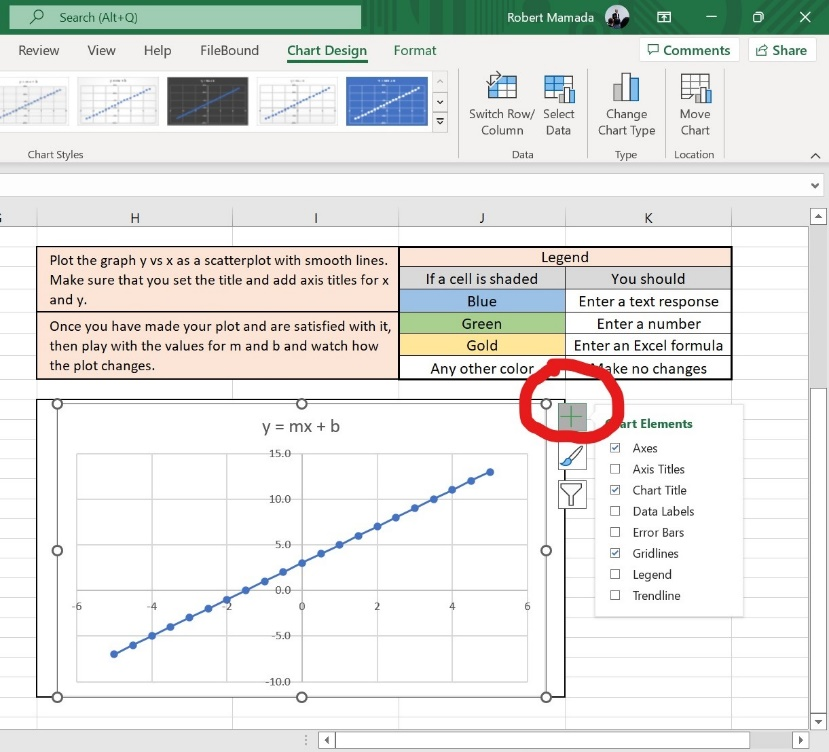 Search (Alt+Q)
Robert Mamada
Review View Help FileBound Chart Design Format
Comments Share
Switch Row/
Column
Select
Data
Change
Chart Type
Move
Chart
Chart Styles Data Type Location
H I J K
Plot the graph y vs x as a scatterplot with smooth lines.
Make sure that you set the title and add axis titles for x
and y.
Once you have made your plot and are satisfied with it,
then play with the values for m and b and watch how
the plot changes.
Legend
If a cell is shaded You should
Blue Enter a text response
Green Enter a number
Gold Enter an Excel formula
Any other color Make no changes
y = mx + b
15.0
10.0
5.0
0.0
-6 -4 -2 0 2 4 6
-5.0
-10.0
Chart Elements
Axes
Axis Titles
Chart Title
Data Labels
Error Bars
Gridlines
Legend
Trendline